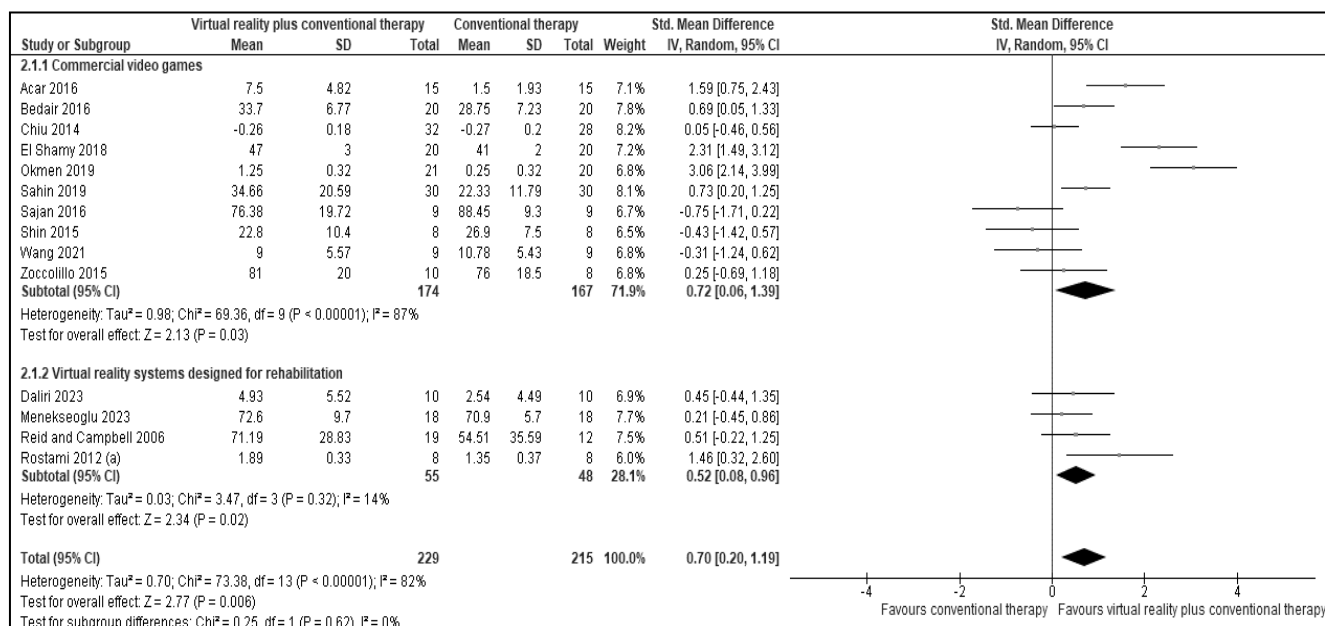 Virtual reality plus conventional therapy Conventional therapy Std. Mean Difference Std. Mean Difference
Study or Subgroup Mean SD Total Mean SD Total Weight IV, Random, 95% CI IV, Random, 95% CI
2.1.1 Commercial video games
Acar 2016 7.5 4.82 15 1.5 1.93 15 7.1% 1.59 [0.75, 2.43]
Bedair 2016 33.7 6.77 20 28.75 7.23 20 7.8% 0.69 [0.05, 1.33]
Chiu 2014 -0.26 0.18 32 -0.27 0.2 28 8.2% 0.05 [-0.46, 0.56]
El Shamy 2018 47 3 20 41 2 20 7.2% 2.31 [1.49, 3.12]
Okmen 2019 1.25 0.32 21 0.25 0.32 20 6.8% 3.06 [2.14, 3.99]
Sahin 2019 34.66 20.59 30 22.33 11.79 30 8.1% 0.73 [0.20, 1.25]
Sajan 2016 76.38 19.72 9 88.45 9.3 9 6.7% -0.75 [-1.71, 0.22]
Shin 2015 22.8 10.4 8 26.9 7.5 8 6.6% -0.43 [-1.42, 0.57]
Wang 2021 9 5.57 9 10.78 5.43 9 6.8% -0.31 [-1.24, 0.62]
Zoccolillo 2015 81 20 10 76 18.5 8 6.8% 0.25 [-0.69, 1.18]
Subtotal (95% CI) 174 167 71.9% 0.72 [0.06, 1.39]
Heterogeneity: Tau² = 0.98; Chi² = 69.36, df = 9 (P < 0.00001); I² = 87%
Test for overall effect: Z = 2.13 (P = 0.03)
2.1.2 Virtual reality systems designed for rehabilitation
Daliri 2023 4.93 5.52 10 2.54 4.49 10 6.9% 0.45 [-0.44, 1.35]
Menekseoglu 2023 72.6 9.7 18 70.9 5.7 18 7.7% 0.21 [-0.45, 0.86]
Reid and Campbell 2006 71.19 28.83 19 54.51 35.59 12 7.5% 0.51 [-0.22, 1.25]
Rostami 2012 (a) 1.89 0.33 8 1.35 0.37 8 6.0% 1.46 [0.32, 2.60]
Subtotal (95% CI) 55 48 28.1% 0.52 [0.08, 0.96]
Heterogeneity: Tau² = 0.03; Chi² = 3.47, df = 3 (P = 0.32); I² = 14%
Test for overall effect: Z = 2.34 (P = 0.02)
Total (95% CI) 229 215 100.0% 0.70 [0.20, 1.19]
Heterogeneity: Tau² = 0.70; Chi² = 73.38, df = 13 (P < 0.00001); I² = 82%
Test for overall effect: Z = 2.77 (P = 0.006)
Test for subgroup differences: Chi² = 0.25, df = 1 (P = 0.62), I² = 0%
-4 -2 0 2 4
Favours conventional therapy Favours virtual reality plus conventional therapy